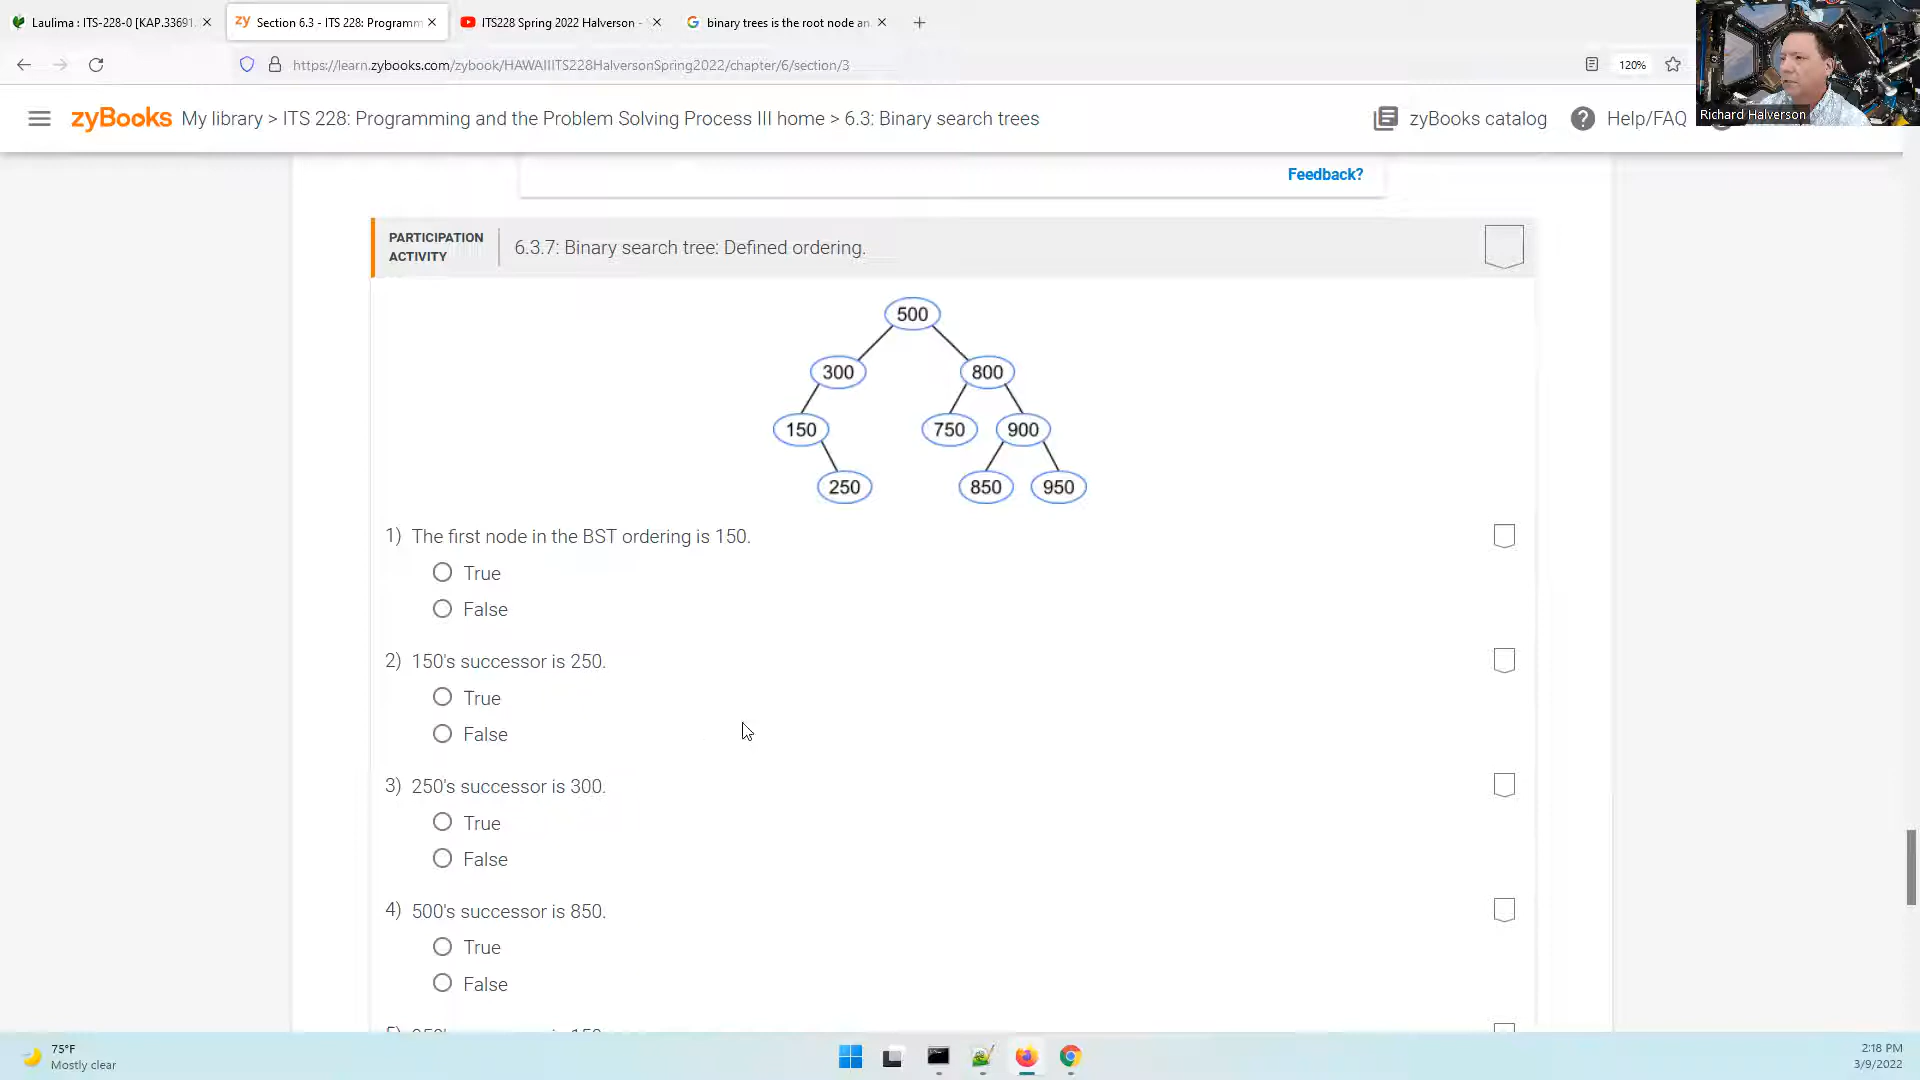 Laulima : ITS-228-0 [KAP.33691.
zy Section 6.3 - ITS 228: Programm
ITS228 Spring 2022 Halverson -
G binary trees is the root node an
https://learn.zybooks.com/zybook/HAWAIIITS228HalversonSpring2022/chapter/6/section/3
120%
Richard Halverson
zyBooks My library > ITS 228: Programming and the Problem Solving Process III home > 6.3: Binary search trees
zyBooks catalog
? Help/FAQ
Feedback?
PARTICIPATION
ACTIVITY
6.3.7: Binary search tree: Defined ordering.
500
300 800
150 750 900
250 850 950
1) The first node in the BST ordering is 150.
True
False
2) 150's successor is 250.
True
False
3) 250's successor is 300.
True
False
4) 500's successor is 850.
True
False
75°F
Mostly clear
2:18 PM
3/9/2022